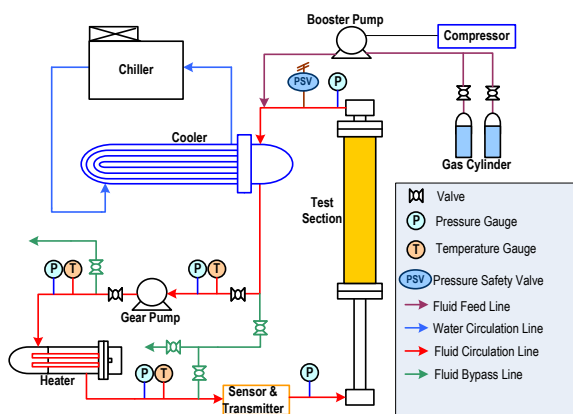 Booster Pump
Compressor
Chiller
PSV
P
Cooler
Gas Cylinder
Test
Section
Valve
P
Pressure Gauge
T
Temperature Gauge
PSV
Pressure Safety Valve
Fluid Feed Line
Water Circulation Line
Fluid Circulation Line
Fluid Bypass Line
P
T
P
T
Gear Pump
Heater
P
T
Sensor &
Transmitter
P